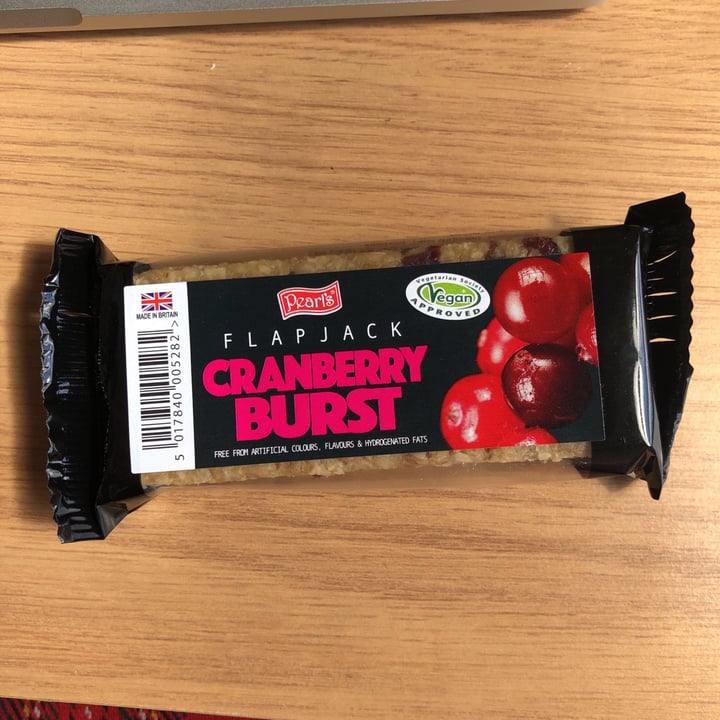 MADE IN BRITAIN
5 017840 005282 >
Pearl's
FLAPJACK
CRANBERRY
BURST
FREE FROM ARTIFICIAL COLOURS, FLAVOURS & HYDROGENATED FATS
Vegetarian Society
Vegan
APPROVED